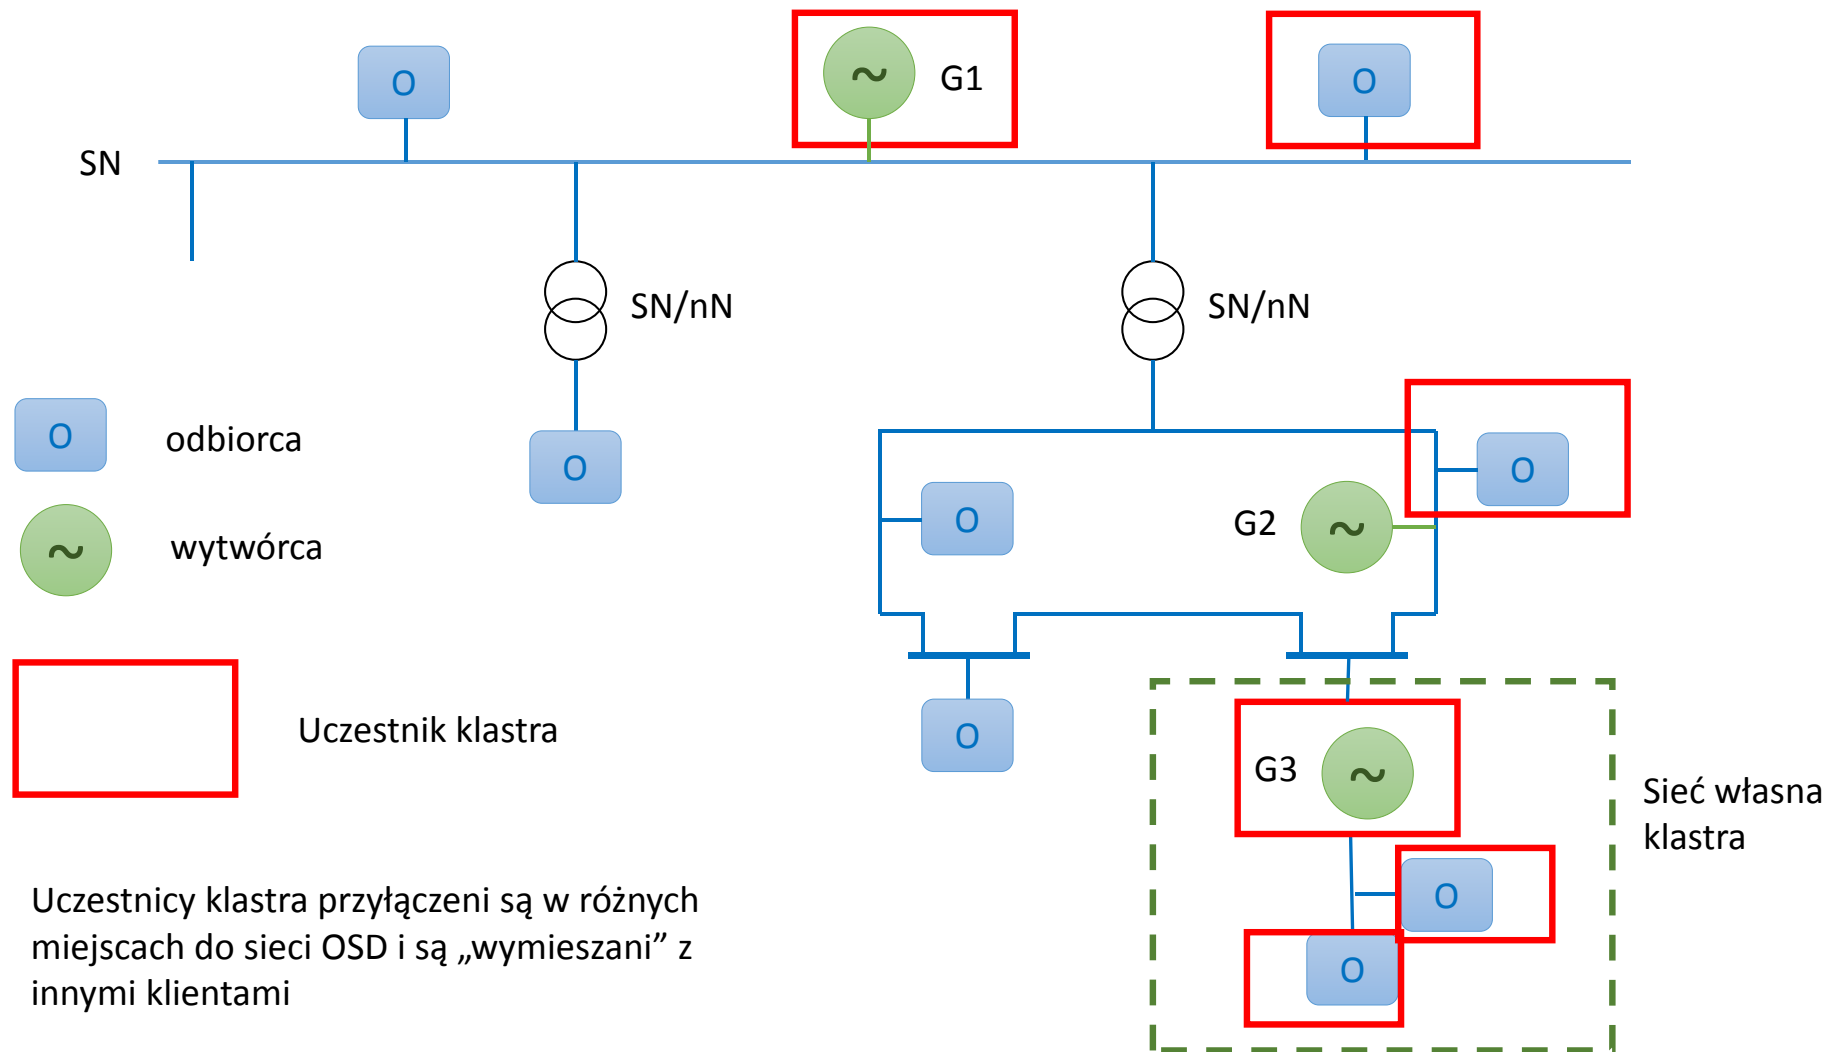 O
~
G1
O
SN
SN/nN
SN/nN
O
odbiorca
O
O
O
G2
~
~
wytwórca
Uczestnik klastra
O
G3
~
Sieć własna
klastra
O
O
Uczestnicy klastra przyłączeni są w różnych
miejscach do sieci OSD i są „wymieszani” z
innymi klientami